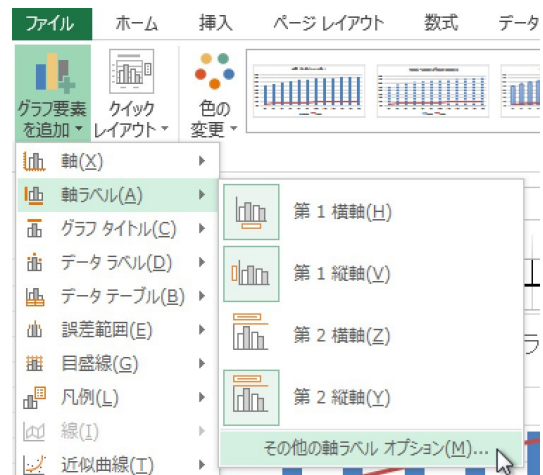 ファイル ホーム 挿入 ページ レイアウト 数式 データ
グラフ要素
を追加
クイック
レイアウト
色の
変更
軸(X)
軸ラベル(A)
グラフ タイトル(C)
データ ラベル(D)
データ テーブル(B)
誤差範囲(E)
目盛線(G)
凡例(L)
線(I)
近似曲線(T)
第 1 横軸(H)
第 1 縦軸(V)
第 2 横軸(Z)
第 2 縦軸(Y)
その他の軸ラベル オプション(M)...